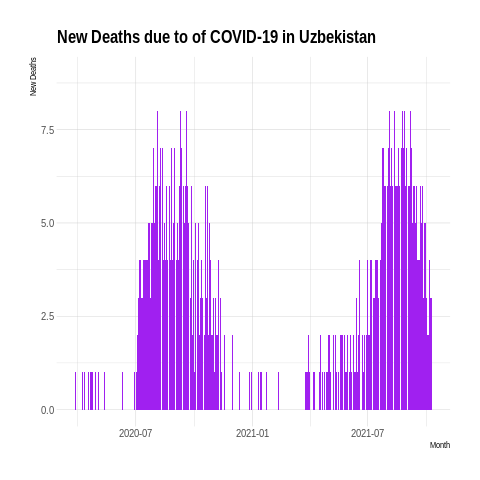 New Deaths due to of COVID-19 in Uzbekistan
New Deaths
7.5
5.0
2.5
0.0
2020-07 2021-01 2021-07
Month